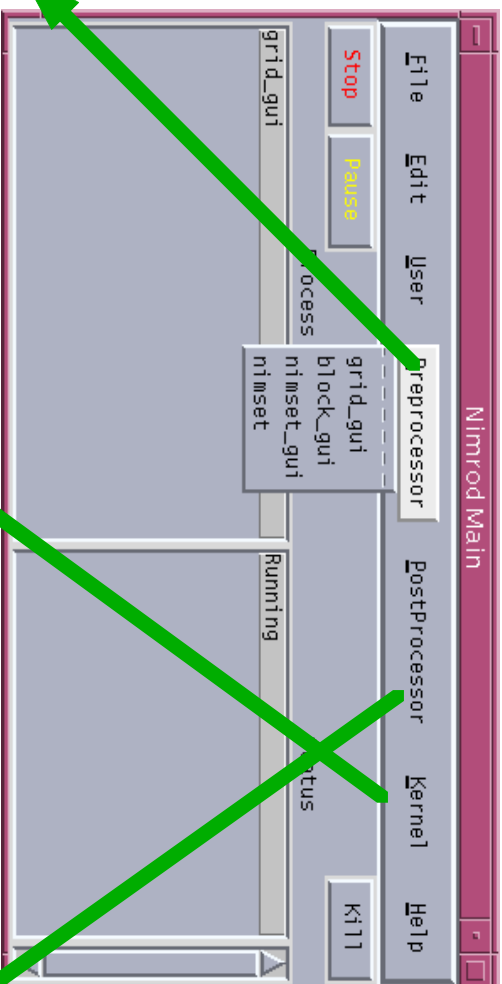 Nimrod Main
File Edit User Preprocessor PostProcessor Kernel Help
Stop Pause Kill
grid_gui
block_gui
nimset_gui
nimset
grid_gui Running